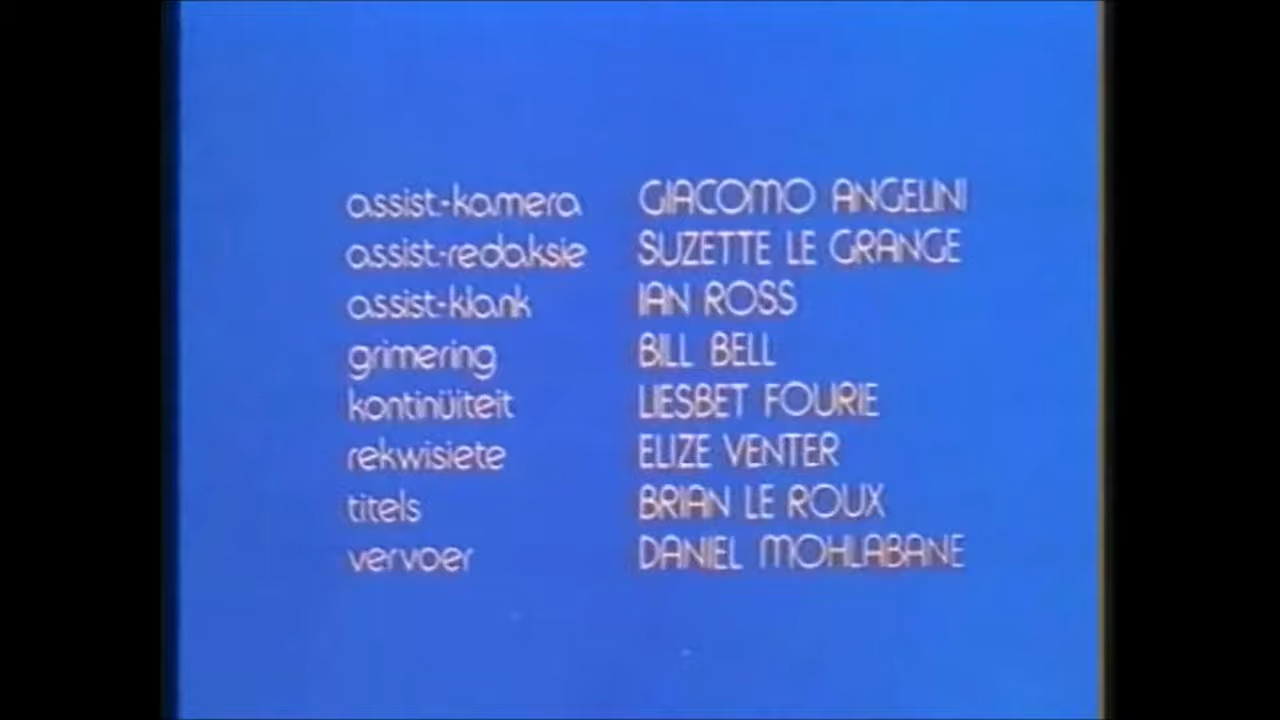 assist-kamera GIACOMO ANGELINI
assist-redaksie SUZETTE LE GRANGE
assist-klank IAN ROSS
grimering BILL BELL
kontinüiteit LIESBET FOURIE
rekwisiete ELIZE VENTER
titels BRIAN LE ROUX
vervoer DANIEL MOHLABANE